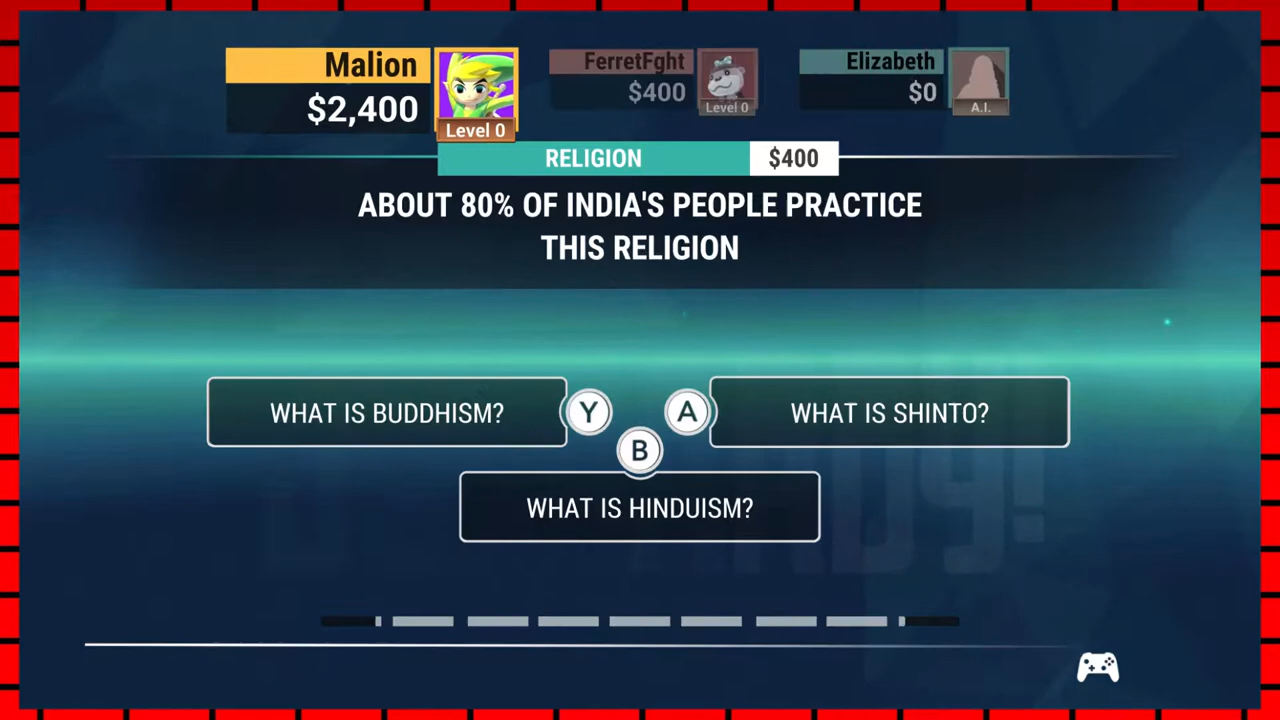 Malion
$2,400
Level 0
FerretFght
$400
Level 0
Elizabeth
$0
A.I.
RELIGION $400
ABOUT 80% OF INDIA'S PEOPLE PRACTICE
THIS RELIGION
WHAT IS BUDDHISM? Y A WHAT IS SHINTO?
B
WHAT IS HINDUISM?